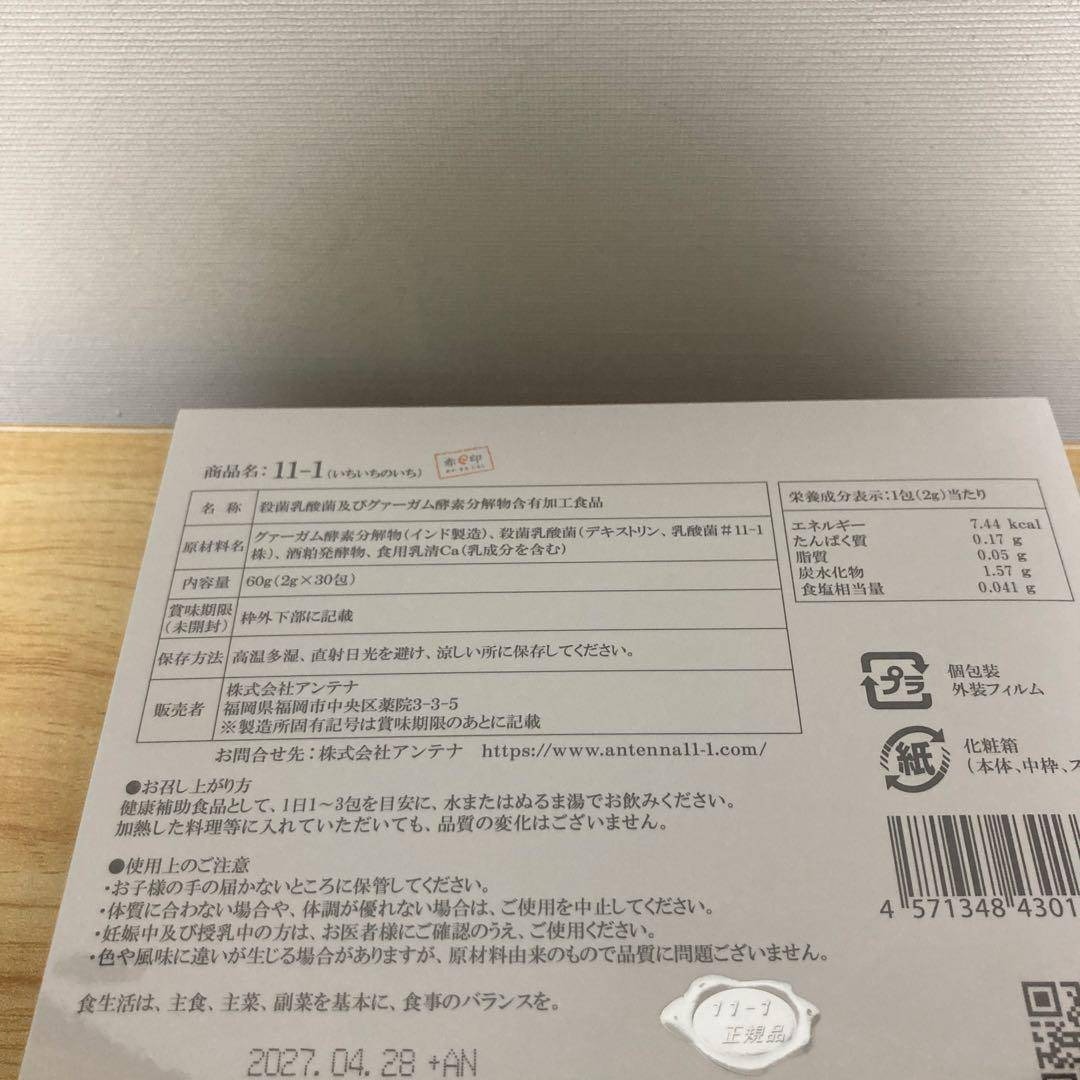 商品名：11-1（いちいちのいち） 赤e印
名称 殺菌乳酸菌及びグァーガム酵素分解物含有加工食品
原材料名 グァーガム酵素分解物（インド製造）、殺菌乳酸菌（デキストリン、乳酸菌＃11-1
株）、酒粕発酵物、食用乳清Ca（乳成分を含む）
内容量 60g（2g×30包）
賞味期限
（未開封） 枠外下部に記載
保存方法 高温多湿、直射日光を避け、涼しい所に保存してください。
販売者 株式会社アンテナ
福岡県福岡市中央区薬院3-3-5
※製造所固有記号は賞味期限のあとに記載
お問合せ先：株式会社アンテナ https://www.antenna11-1.com/
栄養成分表示：1包（2g）当たり
エネルギー 7.44 kcal
たんぱく質 0.17 g
脂質 0.05 g
炭水化物 1.57 g
食塩相当量 0.041 g
プラ
個包装
外装フィルム
紙
化粧箱
（本体、中枠、
●お召し上がり方
健康補助食品として、1日1～3包を目安に、水またはぬるま湯でお飲みください。
加熱した料理等に入れていただいても、品質の変化はございません。
●使用上のご注意
・お子様の手の届かないところに保管してください。
・体質に合わない場合や、体調が優れない場合は、ご使用を中止してください。
・妊娠中及び授乳中の方は、お医者様にご確認のうえ、ご使用ください。
・色や風味に違いが生じる場合がありますが、原材料由来のもので品質に問題ございません。
食生活は、主食、主菜、副菜を基本に、食事のバランスを。
4 571348 4301
11-1
正規品
2027.04.28 +AN